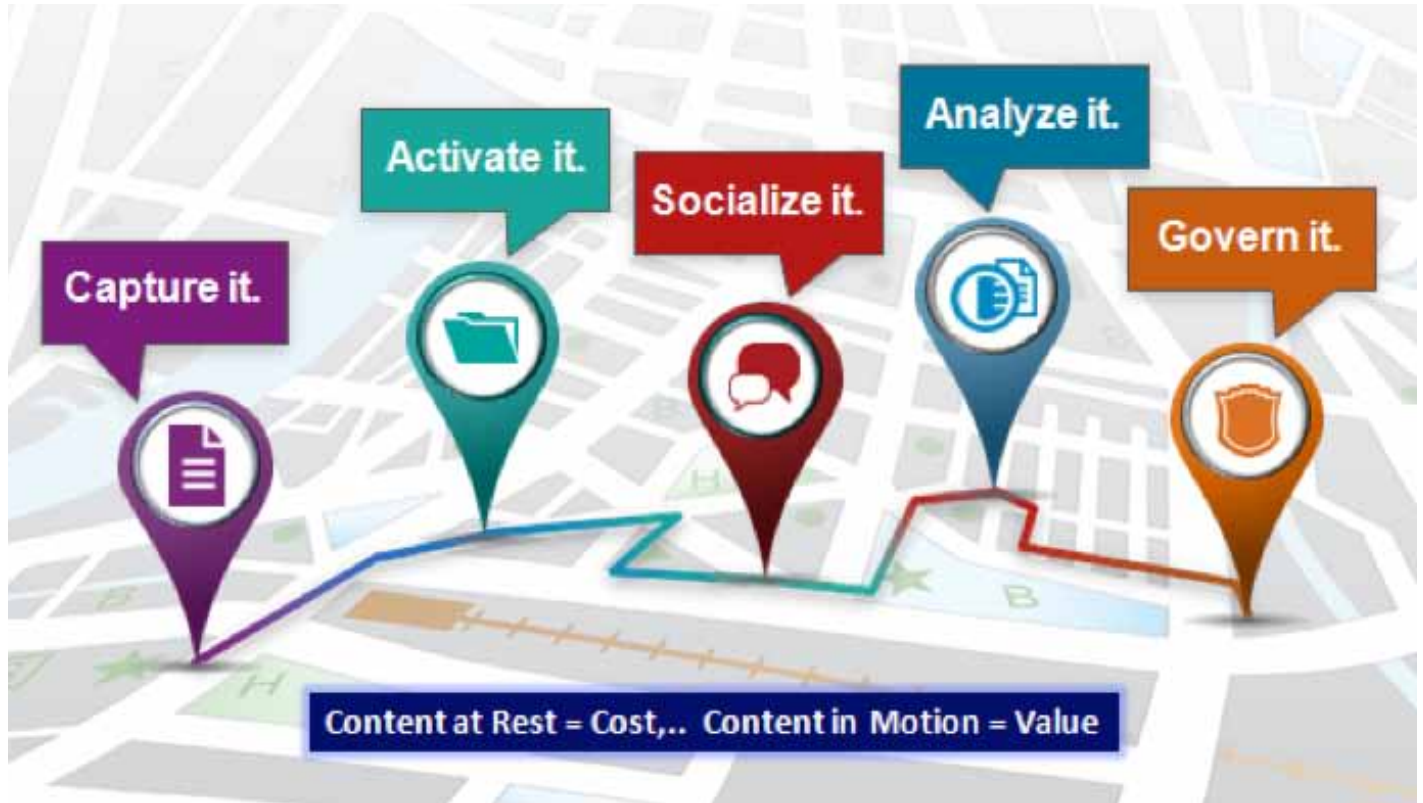 Capture it.
Activate it.
Socialize it.
Analyze it.
Govern it.
H
B
H
B
B
Content at Rest = Cost,.. Content in Motion = Value